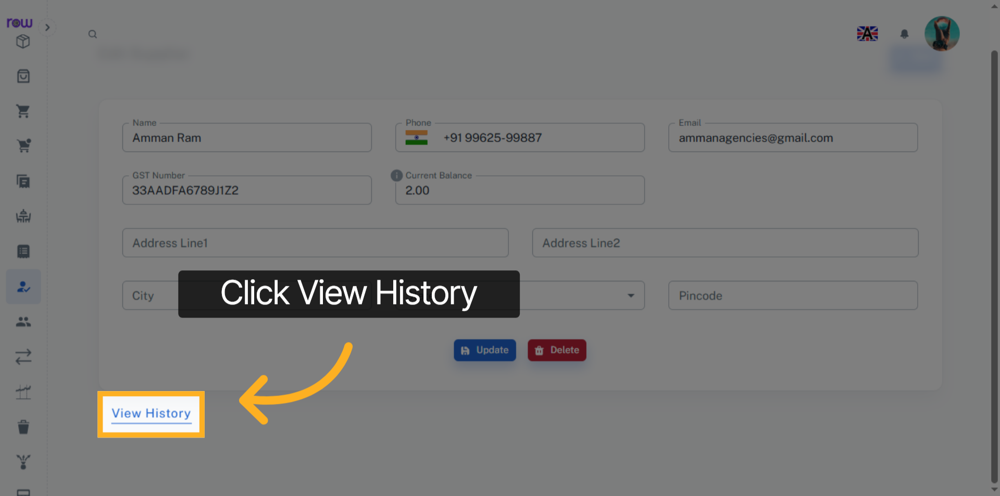 row
A
Name
Amman Ram
Phone
+91 99625-99887
Email
ammanagencies@gmail.com
GST Number
33AADFA6789J1Z2
i Current Balance
2.00
Address Line1
Address Line2
City
Click View History
Pincode
Update
Delete
View History